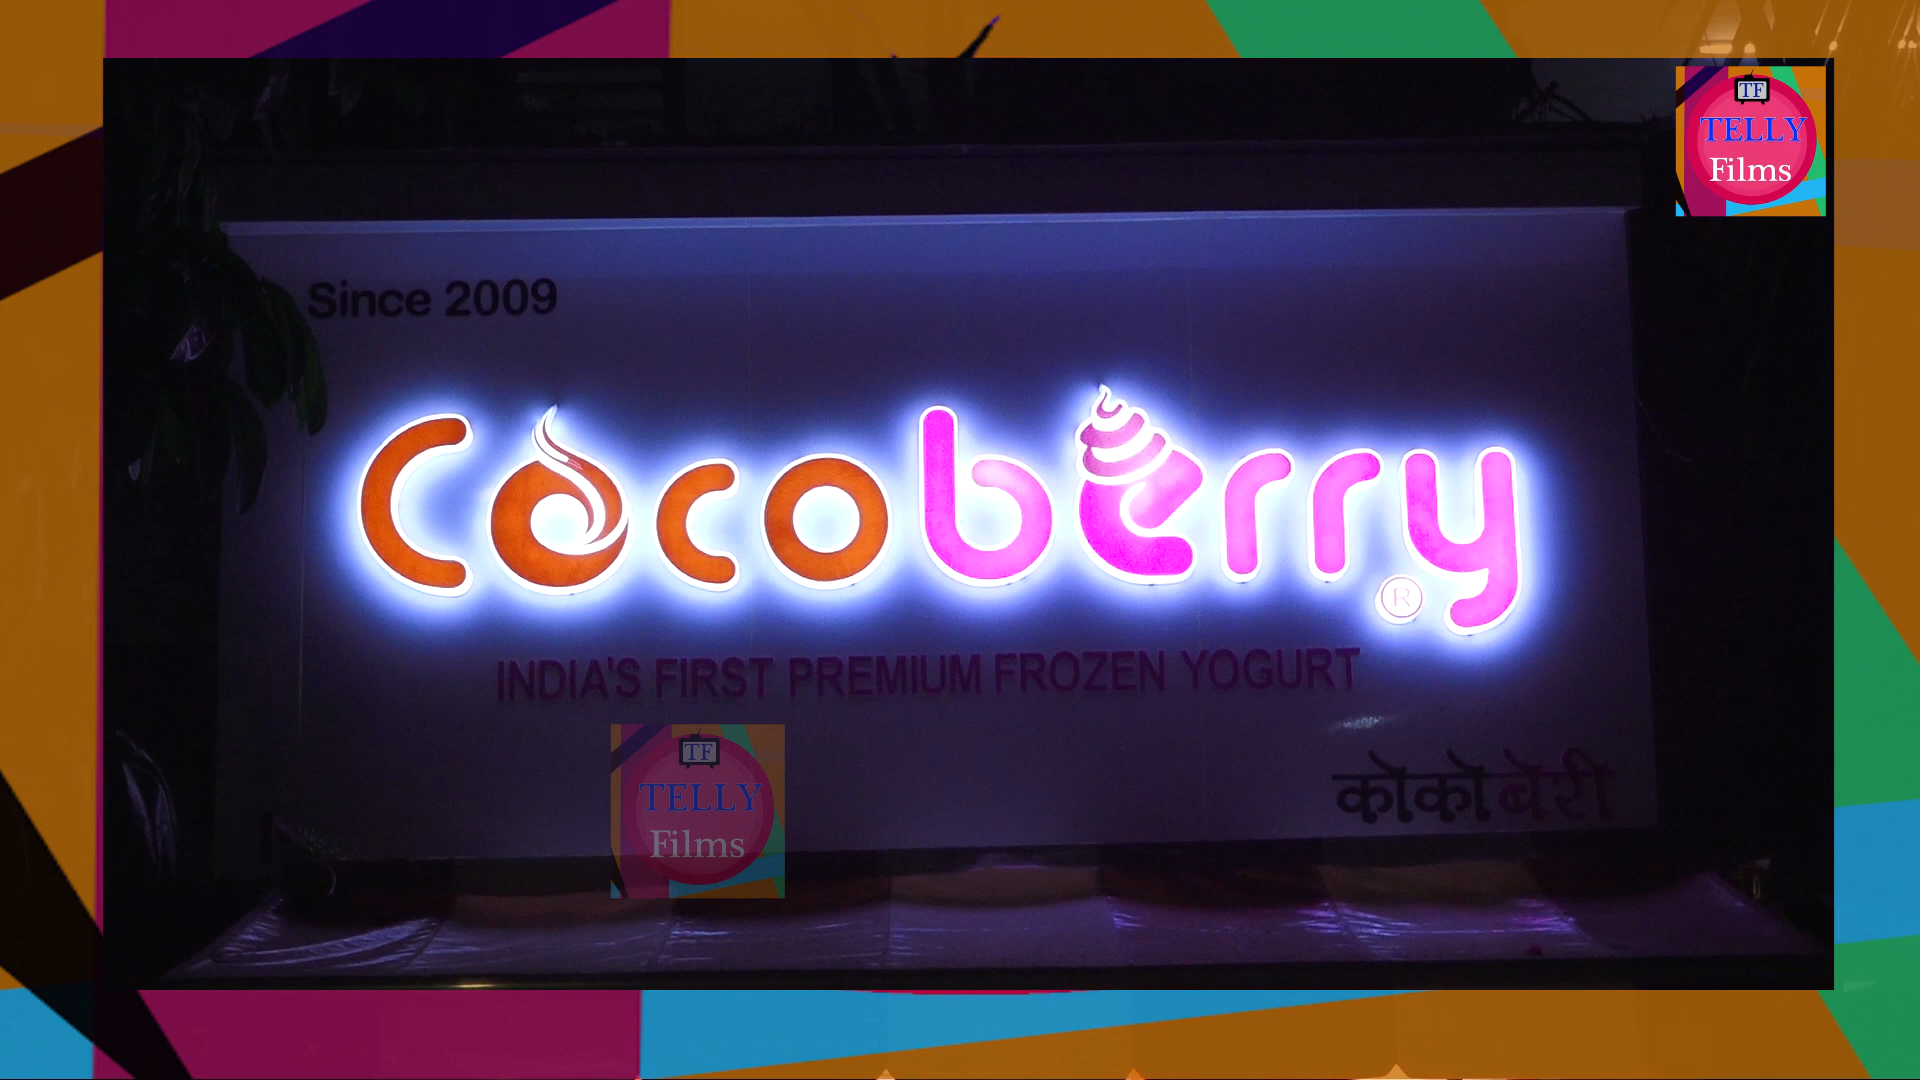 TF
TELLY
Films
Since 2009
Cocoberry
®
INDIA'S FIRST PREMIUM FROZEN YOGURT
TF
TELLY
Films
कोकोबेरी